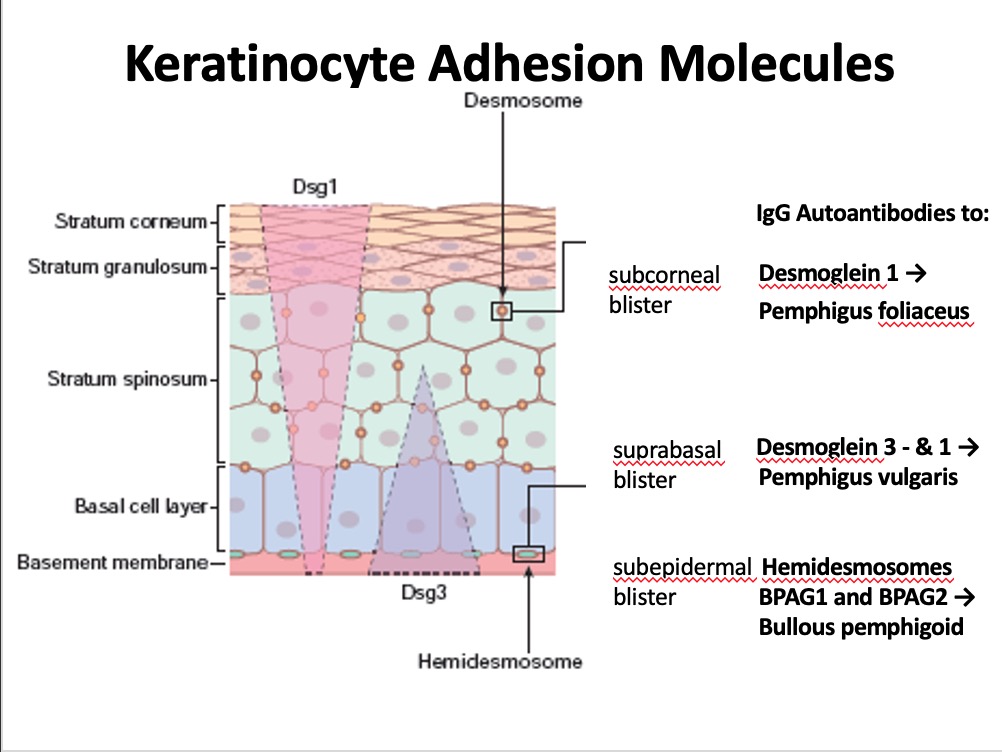 Keratinocyte Adhesion Molecules
Desmosome
Dsg1
Stratum corneum
Stratum granulosum
Stratum spinosum
Basal cell layer
Basement membrane
Dsg3
Hemidesmosome
IgG Autoantibodies to:
subcorneal
blister
Desmoglein 1 →
Pemphigus foliaceus
suprabasal
blister
Desmoglein 3 - & 1 →
Pemphigus vulgaris
subepidermal
blister
Hemidesmosomes
BPAG1 and BPAG2 →
Bullous pemphigoid